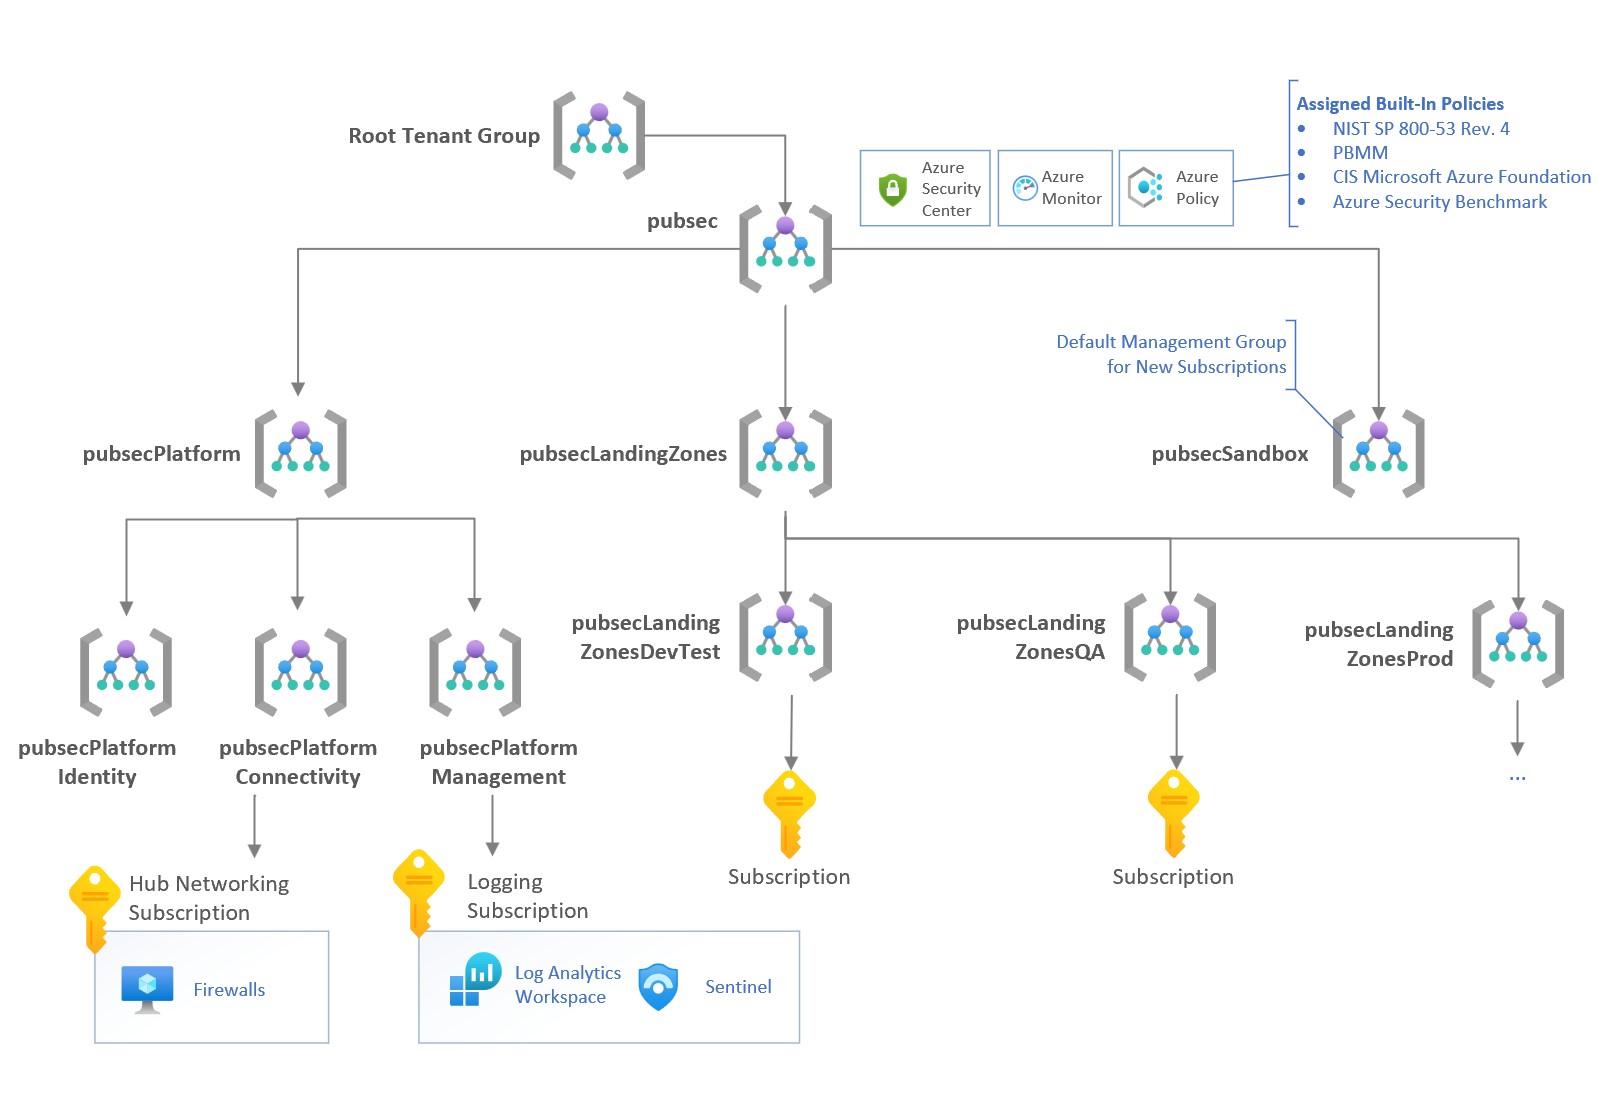 Root Tenant Group
pubsec
Azure
Security
Center
Azure
Monitor
Azure
Policy
Assigned Built-In Policies
• NIST SP 800-53 Rev. 4
• PBMM
• CIS Microsoft Azure Foundation
• Azure Security Benchmark
Default Management Group
for New Subscriptions
pubsecPlatform
pubsecLandingZones
pubsecSandbox
pubsecLanding
ZonesDevTest
pubsecLanding
ZonesQA
pubsecLanding
ZonesProd
pubsecPlatform
Identity
pubsecPlatform
Connectivity
pubsecPlatform
Management
...
Hub Networking
Subscription
Logging
Subscription
Subscription
Subscription
Firewalls
Log Analytics
Workspace
Sentinel